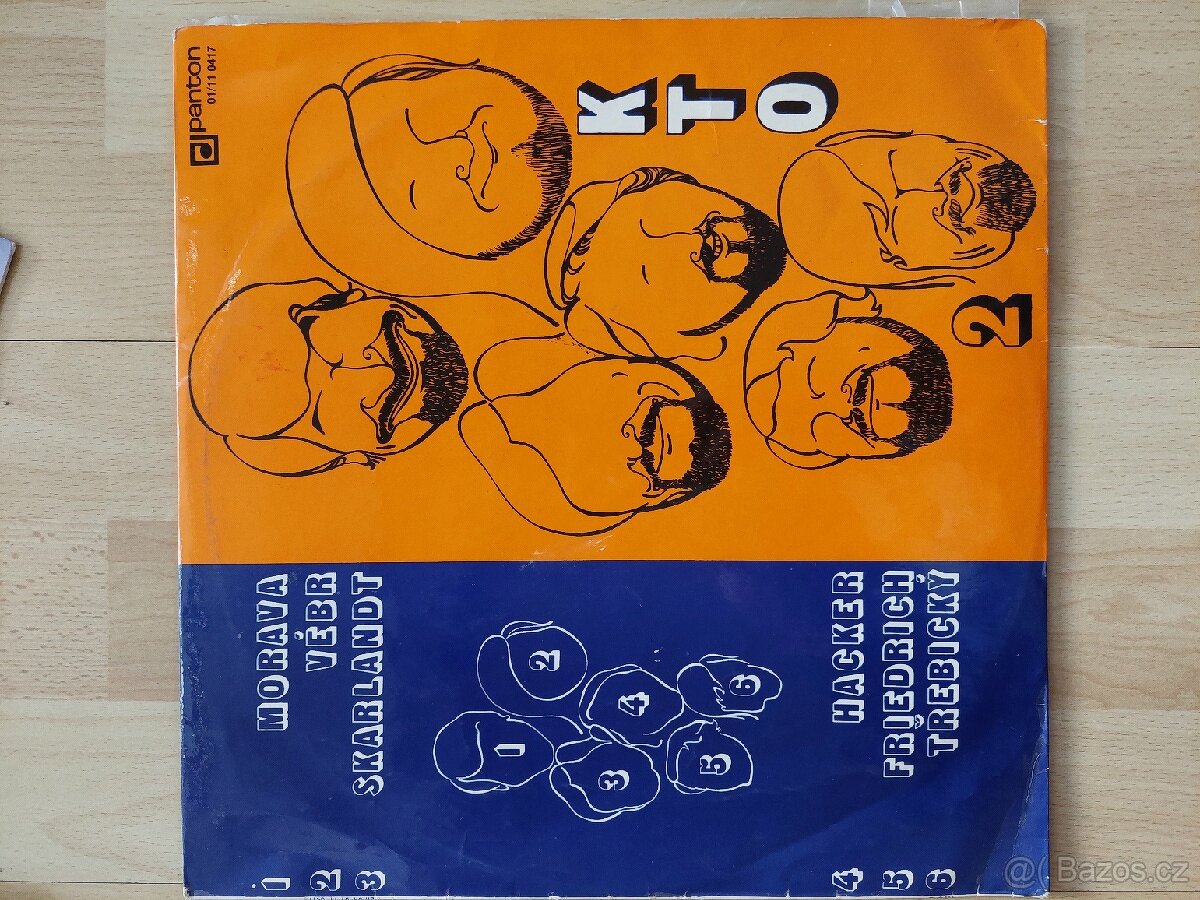 panton
01/11 0417
KTO
2
1 MORAVA
2 VÉBR
3 SKARLANDT
2
4
6
1
3
5
4 HACKER
5 FRIEDRICH
6 TŘEBICKÝ
@ Bazos.cz